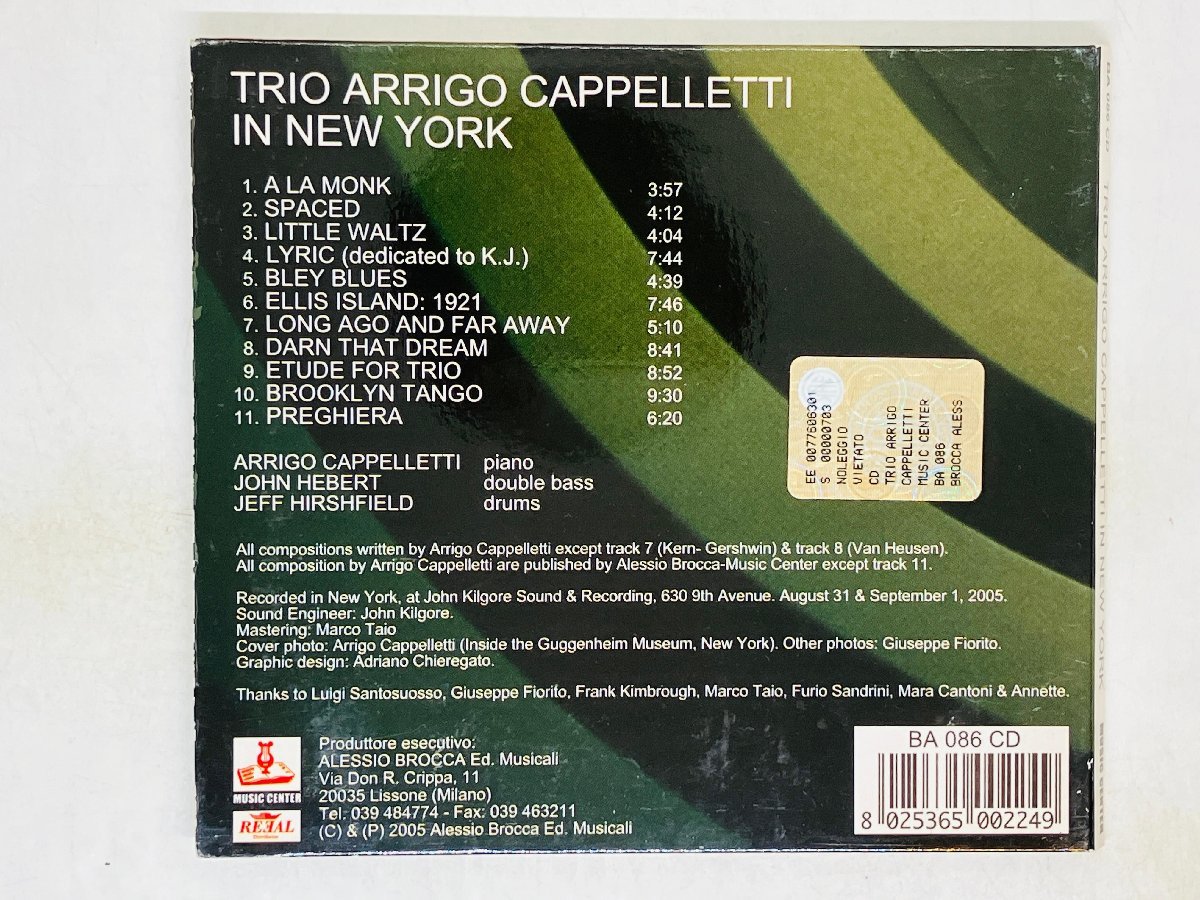 TRIO ARRIGO CAPPELLETTI
IN NEW YORK
1. A LA MONK 3:57
2. SPACED 4:12
3. LITTLE WALTZ 4:04
4. LYRIC (dedicated to K.J.) 7:44
5. BLEY BLUES 4:39
6. ELLIS ISLAND: 1921 7:46
7. LONG AGO AND FAR AWAY 5:10
8. DARN THAT DREAM 8:41
9. ETUDE FOR TRIO 8:52
10. BROOKLYN TANGO 9:30
11. PREGHIERA 6:20
ARRIGO CAPPELLETTI piano
JOHN HEBERT double bass
JEFF HIRSHFIELD drums
All compositions written by Arrigo Cappelletti except track 7 (Kern- Gershwin) & track 8 (Van Heusen).
All composition by Arrigo Cappelletti are published by Alessio Brocca-Music Center except track 11.
Recorded in New York, at John Kilgore Sound & Recording, 630 9th Avenue. August 31 & September 1, 2005.
Sound Engineer: John Kilgore.
Mastering: Marco Taio
Cover photo: Arrigo Cappelletti (Inside the Guggenheim Museum, New York). Other photos: Giuseppe Fiorito.
Graphic design: Adriano Chieregato.
Thanks to Luigi Santosuosso, Giuseppe Fiorito, Frank Kimbrough, Marco Taio, Furio Sandrini, Mara Cantoni & Annette.
MUSIC CENTER
Produttore esecutivo:
ALESSIO BROCCA Ed. Musicali
Via Don R. Crippa, 11
20035 Lissone (Milano)
Tel. 039 484774 - Fax: 039 463211
(C) & (P) 2005 Alessio Brocca Ed. Musicali
EE 0077606301
S 00000703
NOLEGGIO
VIETATO
CD
TRIO ARRIGO
CAPPELLETTI
MUSIC CENTER
BA 086
BROCCA ALESS
BA 086 CD
8 025365 002249
BA 086 CD TRIO ARRIGO CAPPELLETTI IN NEW YORK MUSIC CENTER